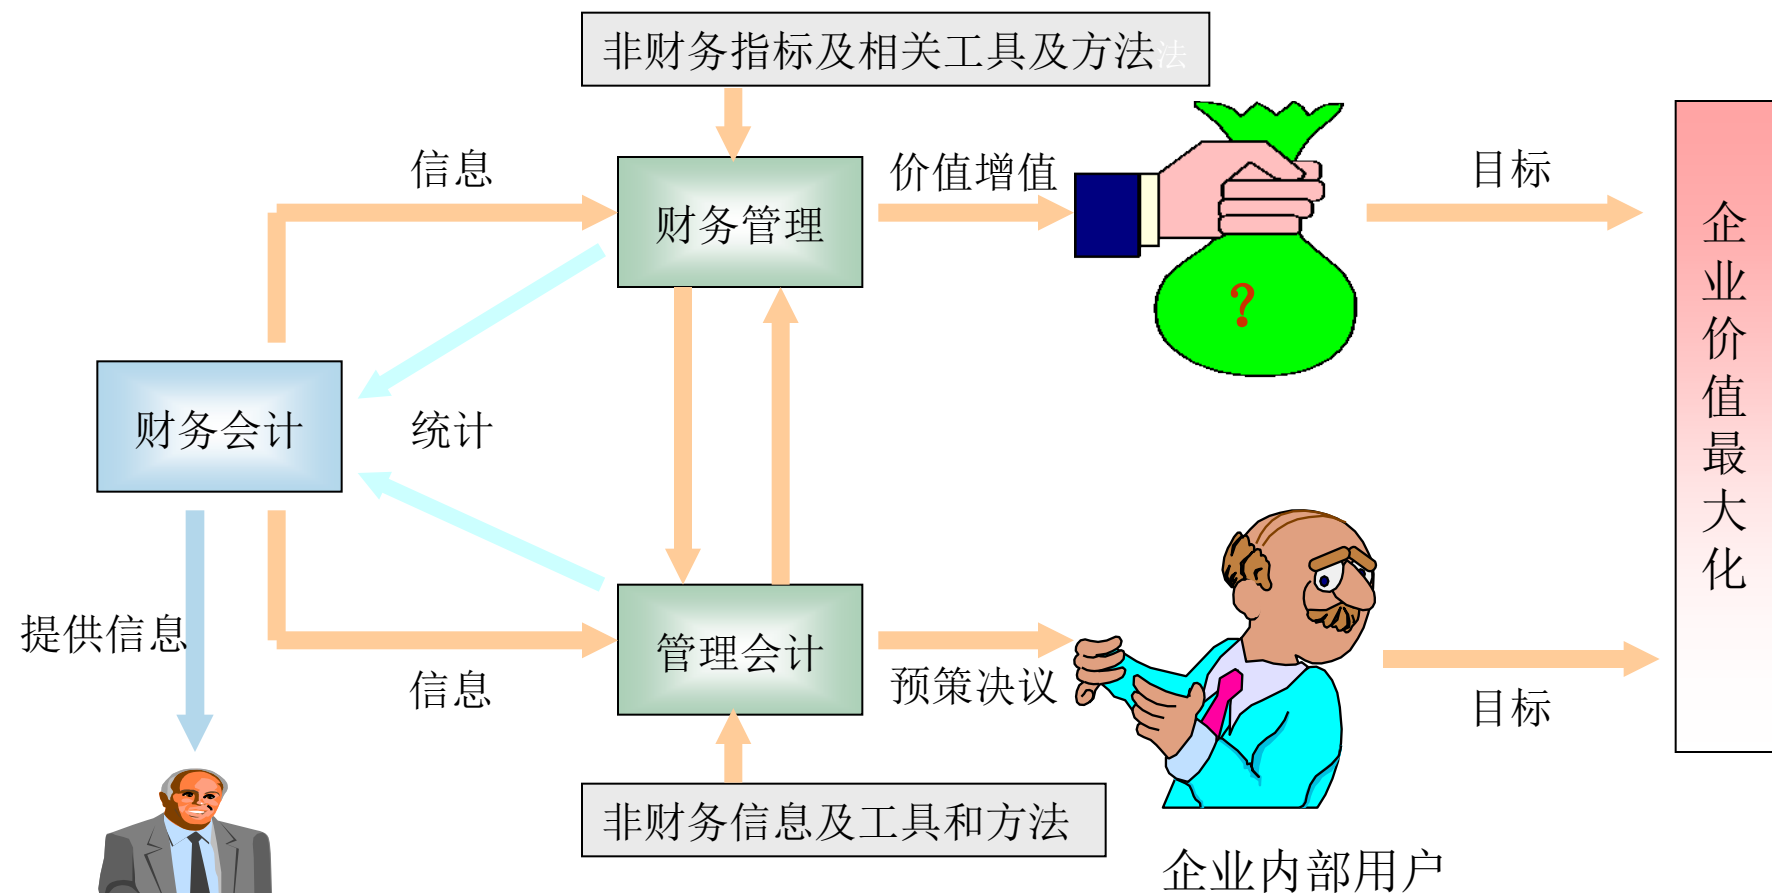 非财务指标及相关工具及方法法
信息
价值增值
目标
财务管理
?
企业价值最大化
财务会计
统计
提供信息
信息
管理会计
预策决议
目标
非财务信息及工具和方法
企业内部用户